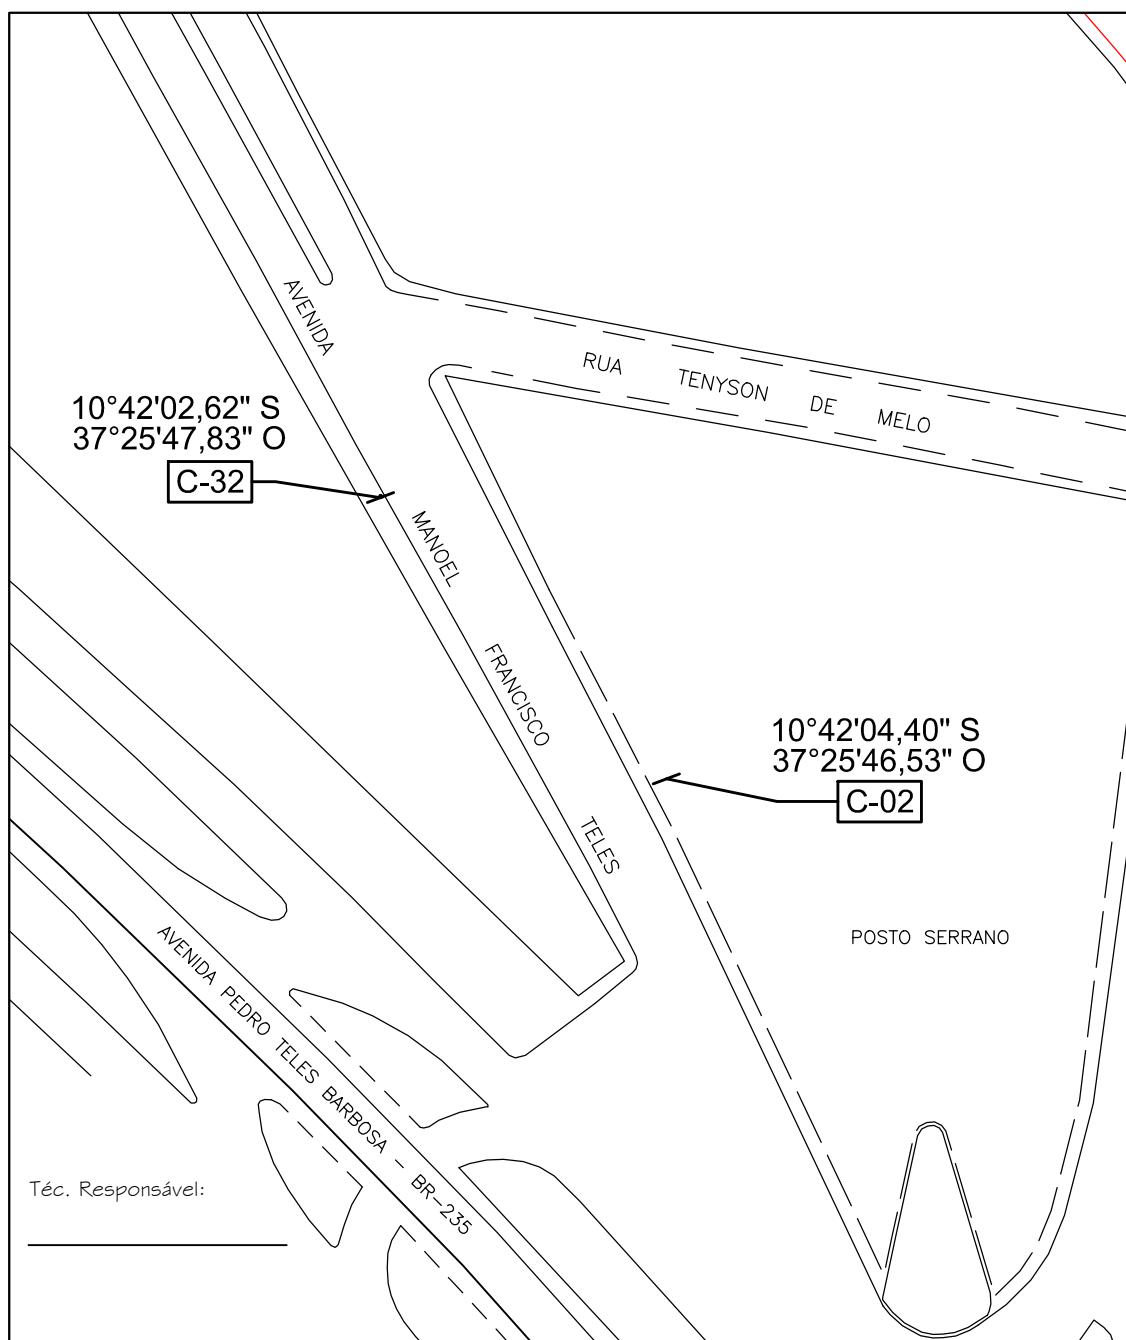 AVENIDA
RUA TENYSON DE MELO
10°42'02,62" S
37°25'47,83" O
C-32
MANOEL
FRANCISCO
10°42'04,40" S
37°25'46,53" O
C-02
TELES
POSTO SERRANO
AVENIDA PEDRO TELES BARBOSA - BR-235
Téc. Responsável: